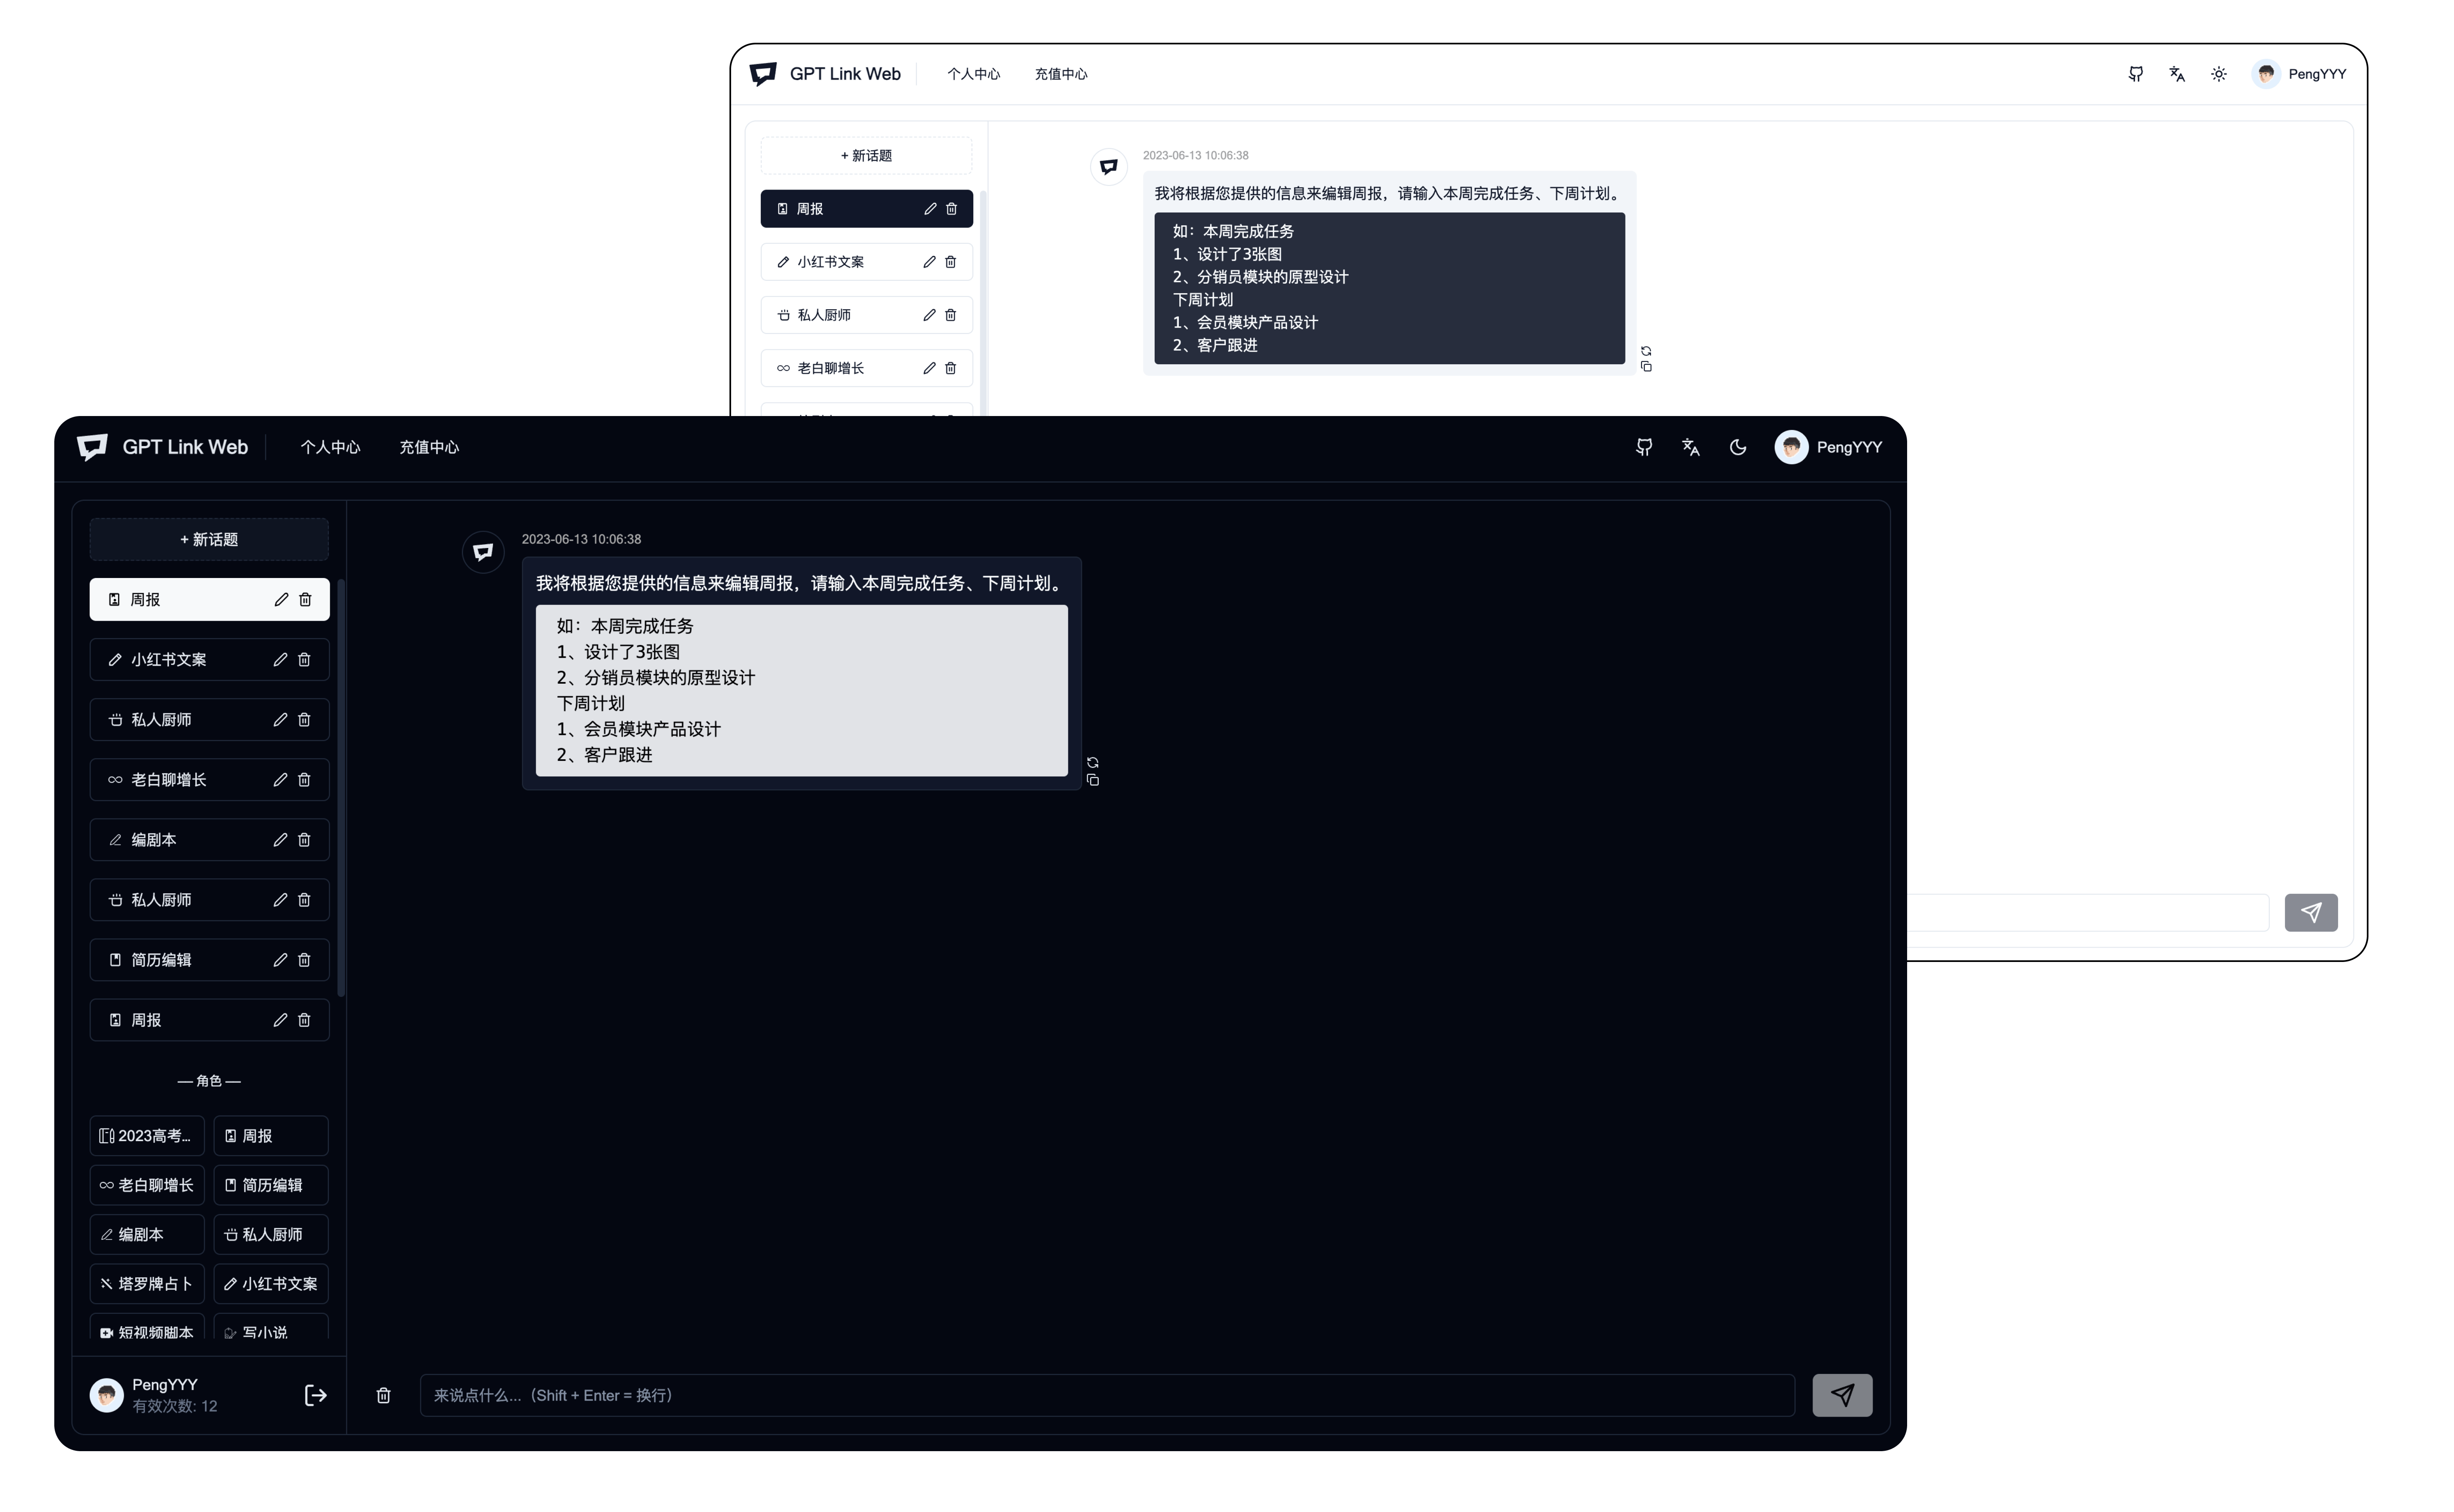 GPT Link Web
个人中心
充值中心
PengYYY
+ 新话题
周报
小红书文案
私人厨师
老白聊增长
2023-06-13 10:06:38
我将根据您提供的信息来编辑周报，请输入本周完成任务、下周计划。
如：本周完成任务
1、设计了3张图
2、分销员模块的原型设计
下周计划
1、会员模块产品设计
2、客户跟进
GPT Link Web
个人中心
充值中心
PengYYY
+ 新话题
周报
小红书文案
私人厨师
老白聊增长
编剧本
私人厨师
简历编辑
周报
— 角色 —
2023高考...
周报
老白聊增长
简历编辑
编剧本
私人厨师
塔罗牌占卜
小红书文案
短视频脚本
写小说
PengYYY
有效次数: 12
2023-06-13 10:06:38
我将根据您提供的信息来编辑周报，请输入本周完成任务、下周计划。
如：本周完成任务
1、设计了3张图
2、分销员模块的原型设计
下周计划
1、会员模块产品设计
2、客户跟进
来说点什么...（Shift + Enter = 换行）